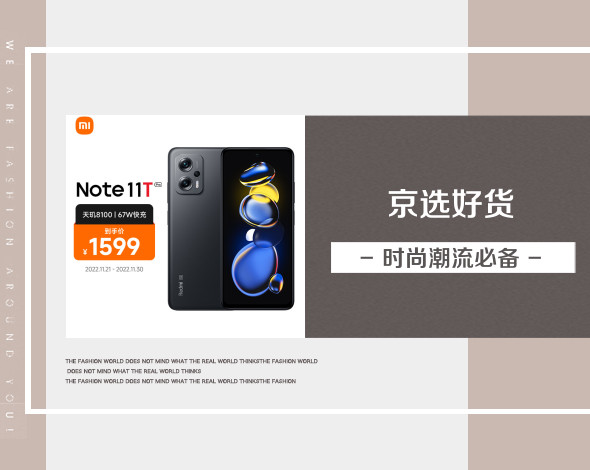 WE ARE FASHION AROUND YOU!
mi
Note 11T Pro
天玑8100 | 67W快充
到手价
¥1599
2022.11.21 - 2022.11.30
Redmi 5G
京选好货
- 时尚潮流必备 -
THE FASHION WORLD DOES NOT MIND WHAT THE REAL WORLD THINKSTHE FASHION WORLD
DOES NOT MIND WHAT THE REAL WORLD THINKS
THE FASHION WORLD DOES NOT MIND WHAT THE REAL WORLD THINKSTHE FASHION